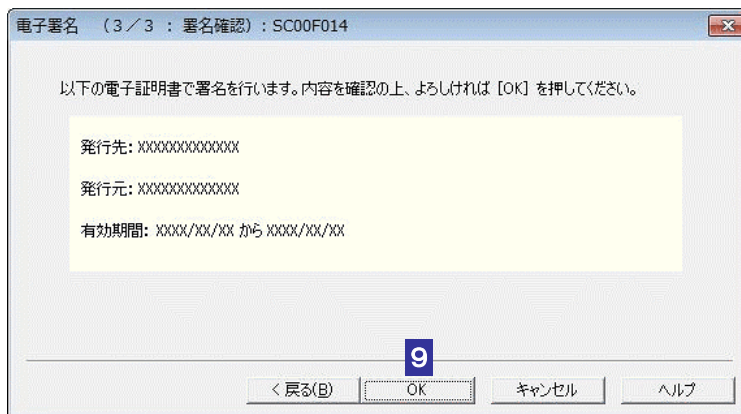 電子署名 (3/3 : 署名確認) : SC00F014
以下の電子証明書で署名を行います。内容を確認の上、よろしければ [OK] を押してください。
発行先: XXXXXXXXXXXXX
発行元: XXXXXXXXXXXXX
有効期間: XXXX/XX/XX から XXXX/XX/XX
9
< 戻る(B) OK キャンセル ヘルプ